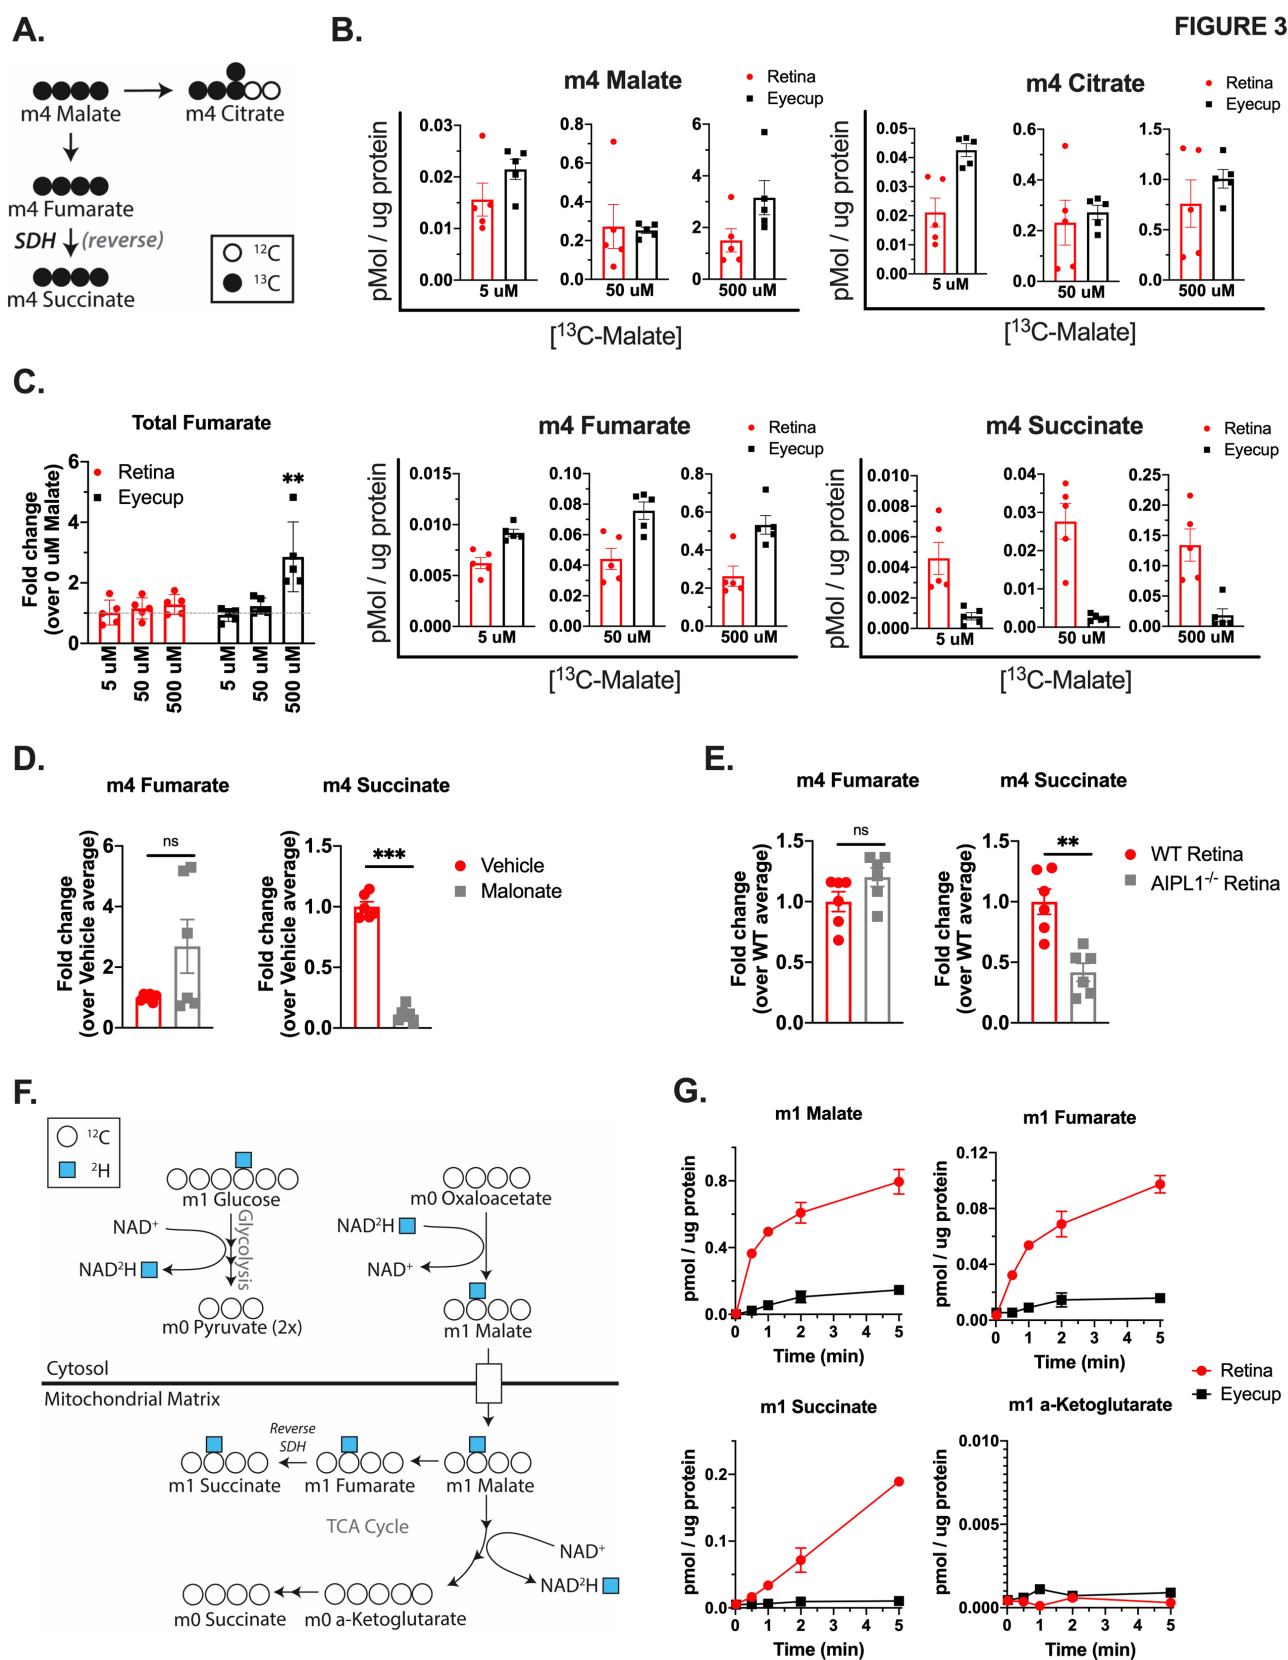 FIGURE 3
A.
m4 Malate
m4 Citrate
m4 Fumarate
SDH (reverse)
m4 Succinate
¹²C
¹³C
B.
m4 Malate
Retina
Eyecup
pMol / ug protein
0.03
0.02
0.01
0.00
5 uM
0.8
0.6
0.4
0.2
0.0
50 uM
6
4
2
0
500 uM
[¹³C-Malate]
m4 Citrate
Retina
Eyecup
pMol / ug protein
0.05
0.04
0.03
0.02
0.01
0.00
5 uM
0.6
0.4
0.2
0.0
50 uM
1.5
1.0
0.5
0.0
500 uM
[¹³C-Malate]
C.
Total Fumarate
Fold change
(over 0 uM Malate)
6
4
2
0
Retina
Eyecup
**
5 uM
50 uM
500 uM
5 uM
50 uM
500 uM
m4 Fumarate
Retina
Eyecup
pMol / ug protein
0.015
0.010
0.005
0.000
5 uM
0.10
0.08
0.06
0.04
0.02
0.00
50 uM
0.8
0.6
0.4
0.2
0.0
500 uM
[¹³C-Malate]
m4 Succinate
Retina
Eyecup
pMol / ug protein
0.010
0.008
0.006
0.004
0.002
0.000
5 uM
0.04
0.03
0.02
0.01
0.00
50 uM
0.25
0.20
0.15
0.10
0.05
0.00
500 uM
[¹³C-Malate]
D.
m4 Fumarate
Fold change
(over Vehicle average)
6
4
2
0
ns
m4 Succinate
Fold change
(over Vehicle average)
1.5
1.0
0.5
0.0
***
Vehicle
Malonate
E.
m4 Fumarate
Fold change
(over WT average)
1.5
1.0
0.5
0.0
ns
m4 Succinate
Fold change
(over WT average)
1.5
1.0
0.5
0.0
**
WT Retina
AIPL1⁻/⁻ Retina
F.
¹²C
²H
m1 Glucose
NAD⁺
NAD²H
Glycolysis
m0 Pyruvate (2x)
m0 Oxaloacetate
NAD²H
NAD⁺
m1 Malate
Cytosol
Mitochondrial Matrix
Reverse
SDH
m1 Succinate
m1 Fumarate
m1 Malate
TCA Cycle
NAD⁺
NAD²H
m0 Succinate
m0 a-Ketoglutarate
G.
m1 Malate
pmol / ug protein
0.8
0.4
0.0
0 1 2 3 4 5
Time (min)
m1 Fumarate
pmol / ug protein
0.12
0.08
0.04
0.00
0 1 2 3 4 5
Time (min)
Retina
Eyecup
m1 Succinate
pmol / ug protein
0.2
0.1
0.0
0 1 2 3 4 5
Time (min)
m1 a-Ketoglutarate
pmol / ug protein
0.010
0.005
0.000
0 1 2 3 4 5
Time (min)